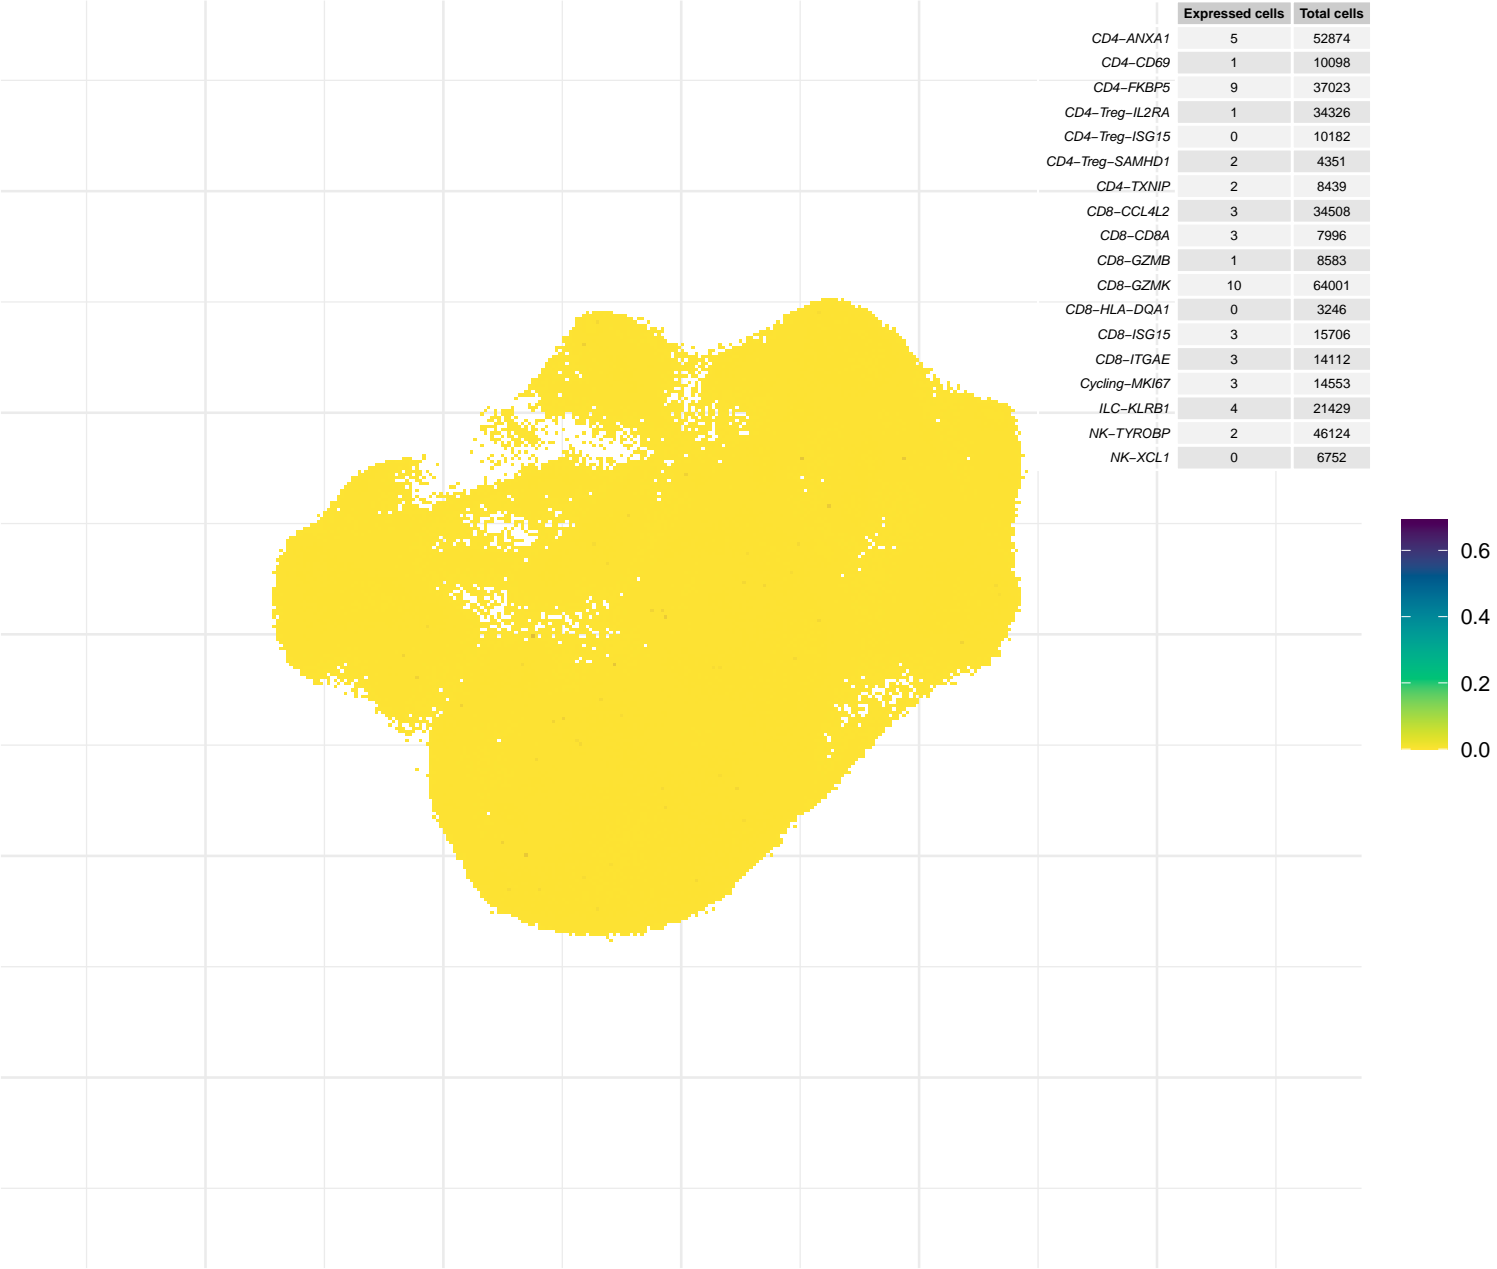 Expressed cells Total cells
CD4−ANXA1 5 52874
CD4−CD69 1 10098
CD4−FKBP5 9 37023
CD4−Treg−IL2RA 1 34326
CD4−Treg−ISG15 0 10182
CD4−Treg−SAMHD1 2 4351
CD4−TXNIP 2 8439
CD8−CCL4L2 3 34508
CD8−CD8A 3 7996
CD8−GZMB 1 8583
CD8−GZMK 10 64001
CD8−HLA−DQA1 0 3246
CD8−ISG15 3 15706
CD8−ITGAE 3 14112
Cycling−MKI67 3 14553
ILC−KLRB1 4 21429
NK−TYROBP 2 46124
NK−XCL1 0 6752
0.6
0.4
0.2
0.0